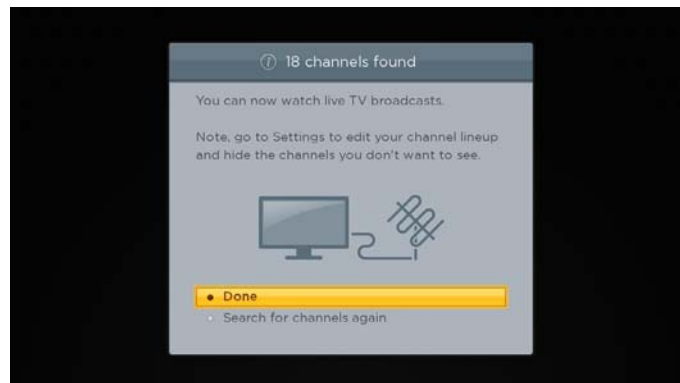 18 channels found
You can now watch live TV broadcasts.
Note, go to Settings to edit your channel lineup
and hide the channels you don't want to see.
Done
Search for channels again